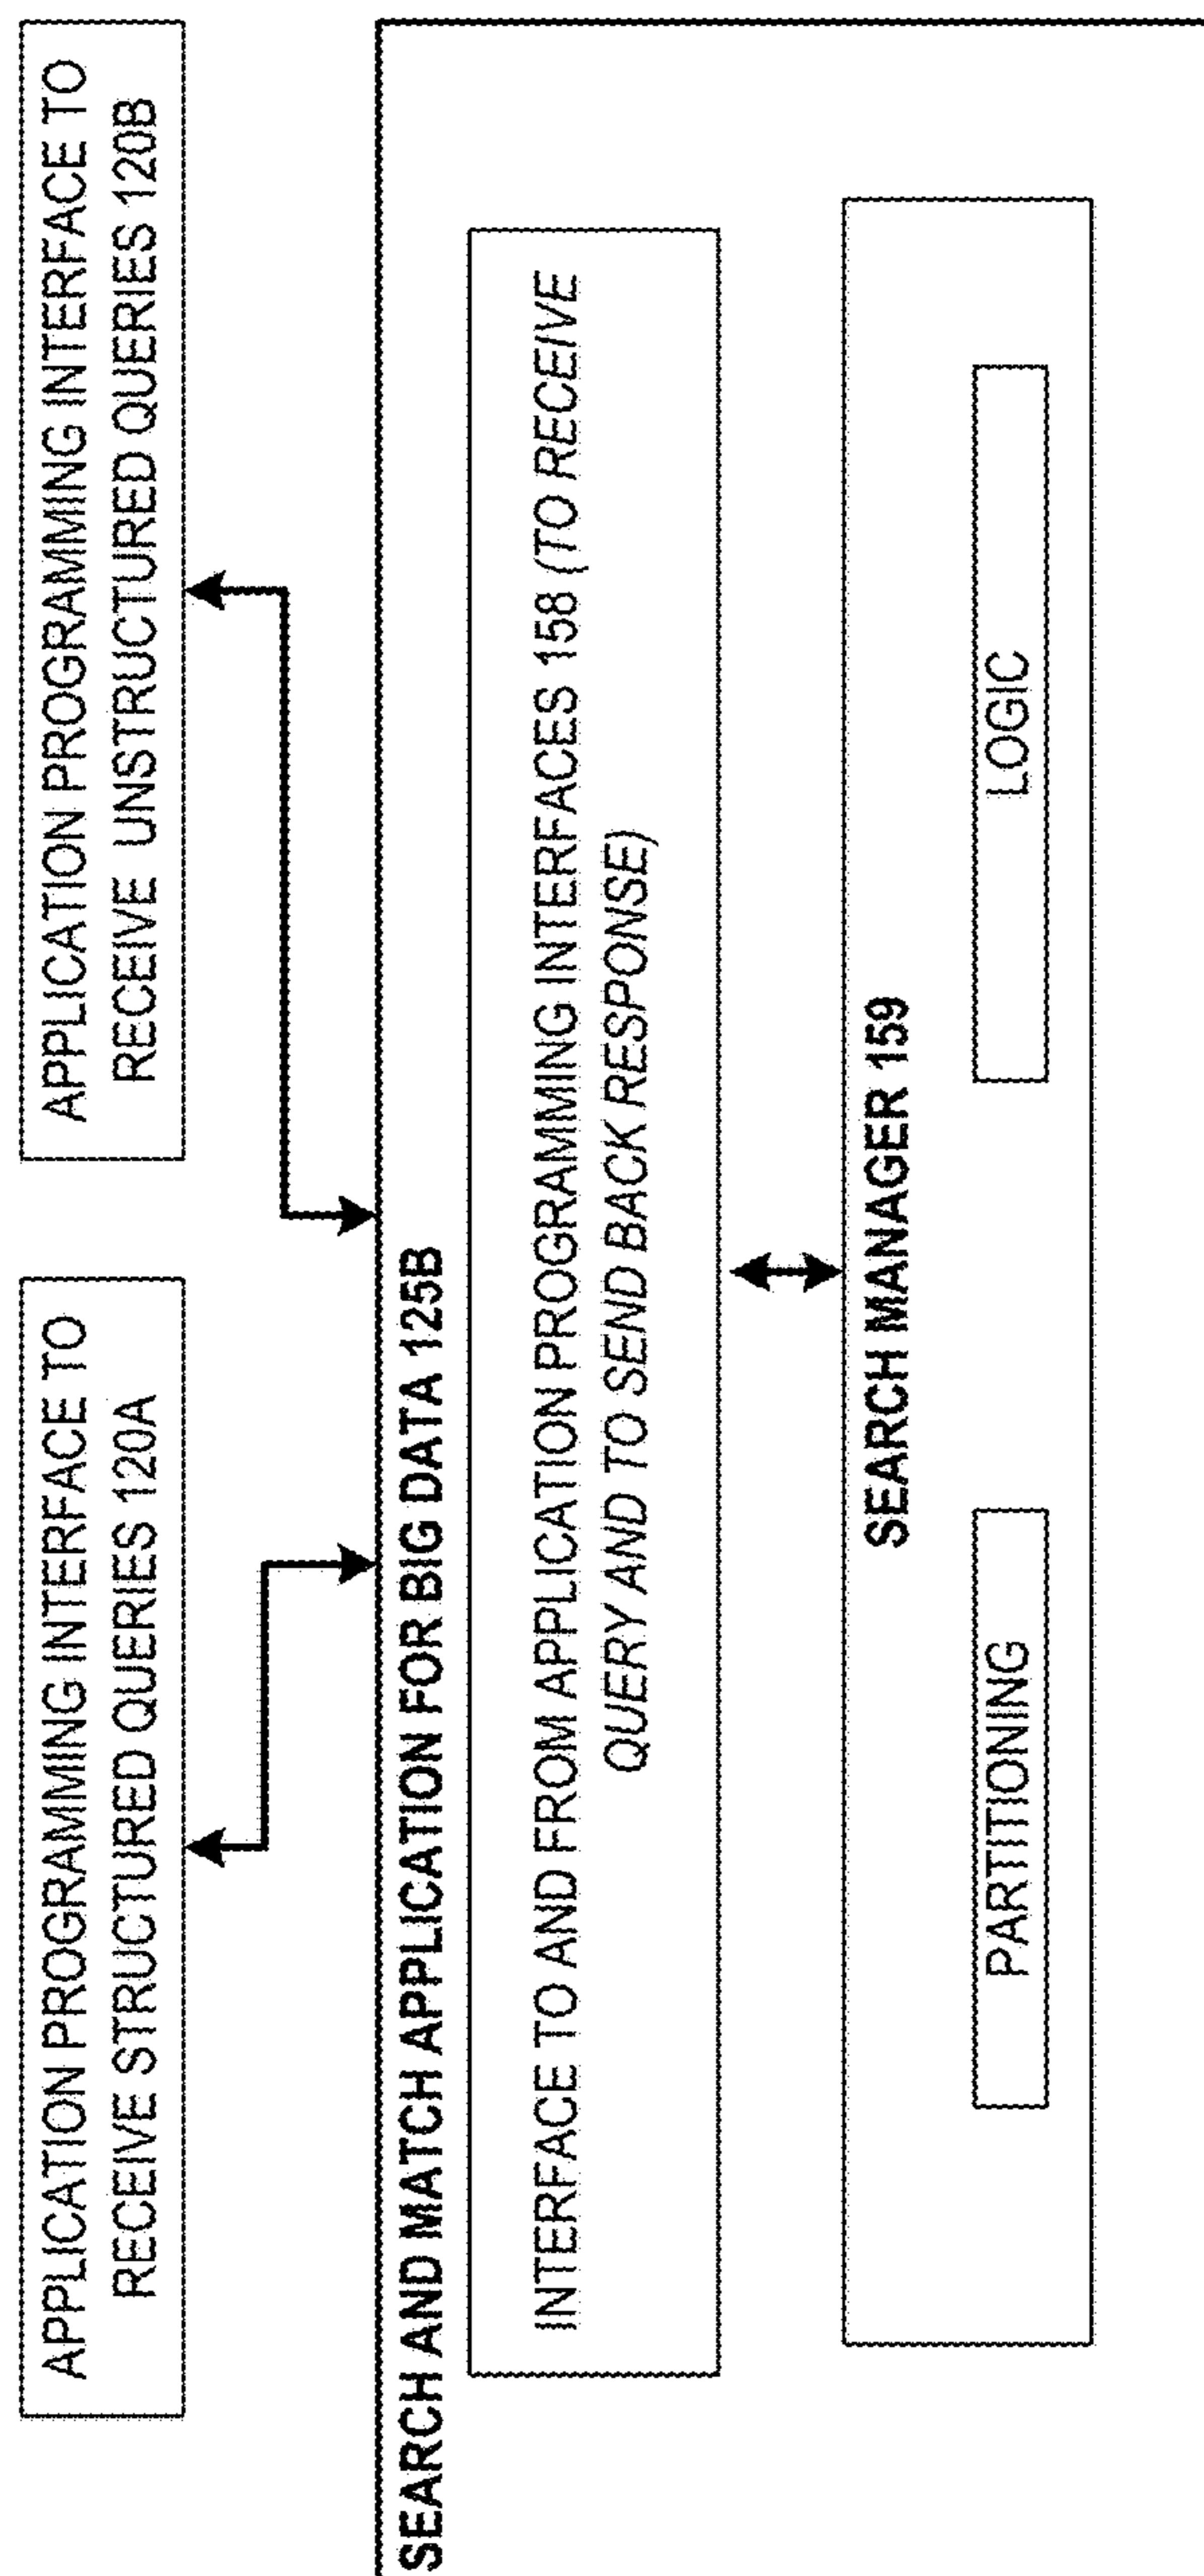 APPLICATION PROGRAMMING INTERFACE TO
RECEIVE STRUCTURED QUERIES 120A
APPLICATION PROGRAMMING INTERFACE TO
RECEIVE UNSTRUCTURED QUERIES 120B
SEARCH AND MATCH APPLICATION FOR BIG DATA 125B
INTERFACE TO AND FROM APPLICATION PROGRAMMING INTERFACES 158 (TO RECEIVE
QUERY AND TO SEND BACK RESPONSE)
SEARCH MANAGER 159
PARTITIONING
LOGIC